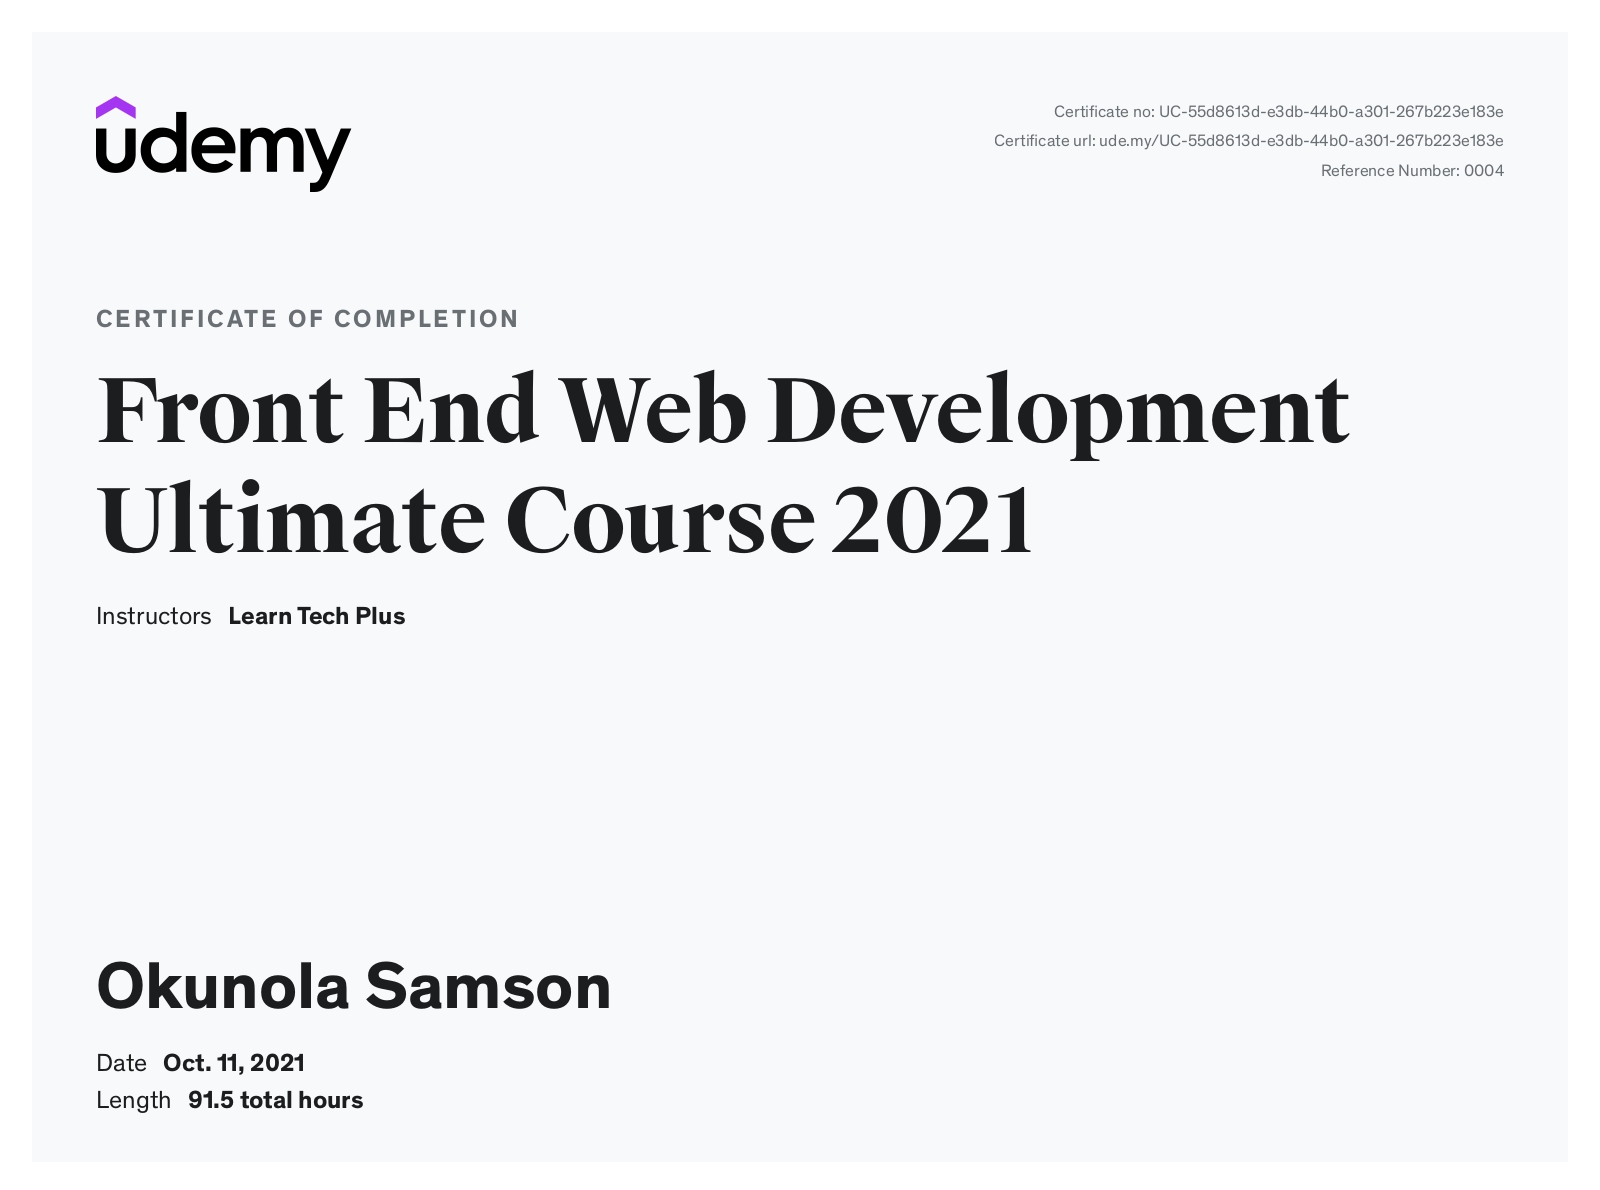 udemy
Certificate no: UC-55d8613d-e3db-44b0-a301-267b223e183e
Certificate url: ude.my/UC-55d8613d-e3db-44b0-a301-267b223e183e
Reference Number: 0004
CERTIFICATE OF COMPLETION
Front End Web Development
Ultimate Course 2021
Instructors Learn Tech Plus
Okunola Samson
Date Oct. 11, 2021
Length 91.5 total hours